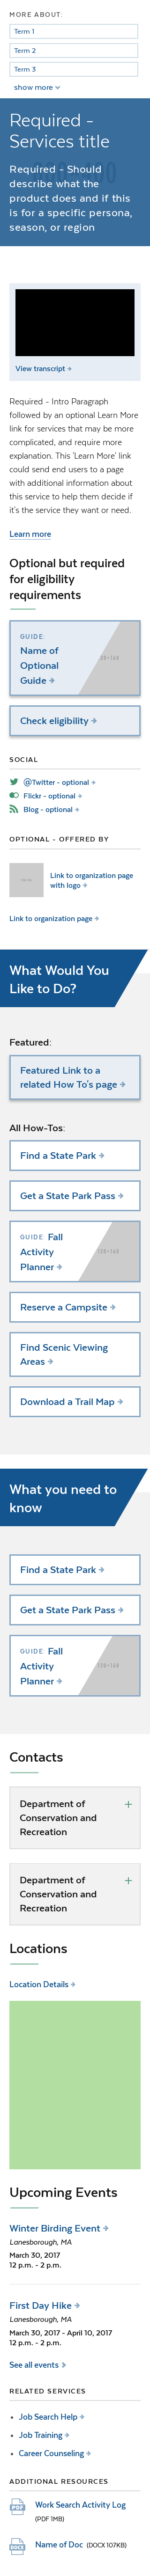 MORE ABOUT:
Term 1
Term 2
Term 3
show more
Required -
Services title
Required - Should
describe what the
product does and if this
is for a specific persona,
season, or region
View transcript
Required - Intro Paragraph
followed by an optional Learn More
link for services that may be more
complicated, and require more
explanation. This 'Learn More' link
could could send end users to a page
with additional information about
this service to help them decide if
it's the service they want or need.
Learn more
Optional but required
for eligibility
requirements
GUIDE:
Name of
Optional
Guide
Check eligibility
SOCIAL
@Twitter - optional
Flickr - optional
Blog - optional
OPTIONAL - OFFERED BY
Link to organization page
with logo
Link to organization page
What Would You
Like to Do?
Featured:
Featured Link to a
related How To's page
All How-Tos:
Find a State Park
Get a State Park Pass
GUIDE: Fall
Activity
Planner
Reserve a Campsite
Find Scenic Viewing
Areas
Download a Trail Map
What you need to
know
Find a State Park
Get a State Park Pass
GUIDE: Fall
Activity
Planner
Contacts
Department of
Conservation and
Recreation
Department of
Conservation and
Recreation
Locations
Location Details
Upcoming Events
Winter Birding Event
Lanesborough, MA
March 30, 2017
12 p.m. - 2 p.m.
First Day Hike
Lanesborough, MA
March 30, 2017 - April 10, 2017
12 p.m. - 2 p.m.
See all events
RELATED SERVICES
Job Search Help
Job Training
Career Counseling
ADDITIONAL RESOURCES
PDF
Work Search Activity Log
(PDF 1MB)
DOCX
Name of Doc (DOCX 107KB)